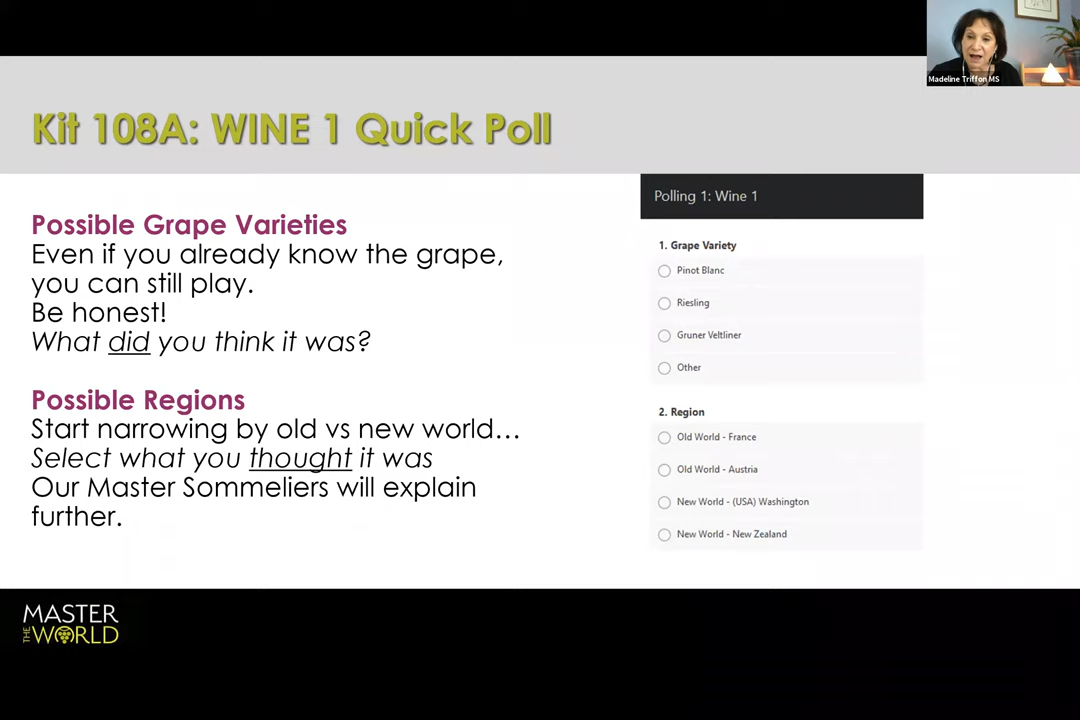 Madeline Triffon MS
Kit 108A: WINE 1 Quick Poll
Possible Grape Varieties
Even if you already know the grape,
you can still play.
Be honest!
What did you think it was?
Possible Regions
Start narrowing by old vs new world…
Select what you thought it was
Our Master Sommeliers will explain
further.
Polling 1: Wine 1
1. Grape Variety
Pinot Blanc
Riesling
Gruner Veltliner
Other
2. Region
Old World - France
Old World - Austria
New World - (USA) Washington
New World - New Zealand
MASTER
THE WORLD